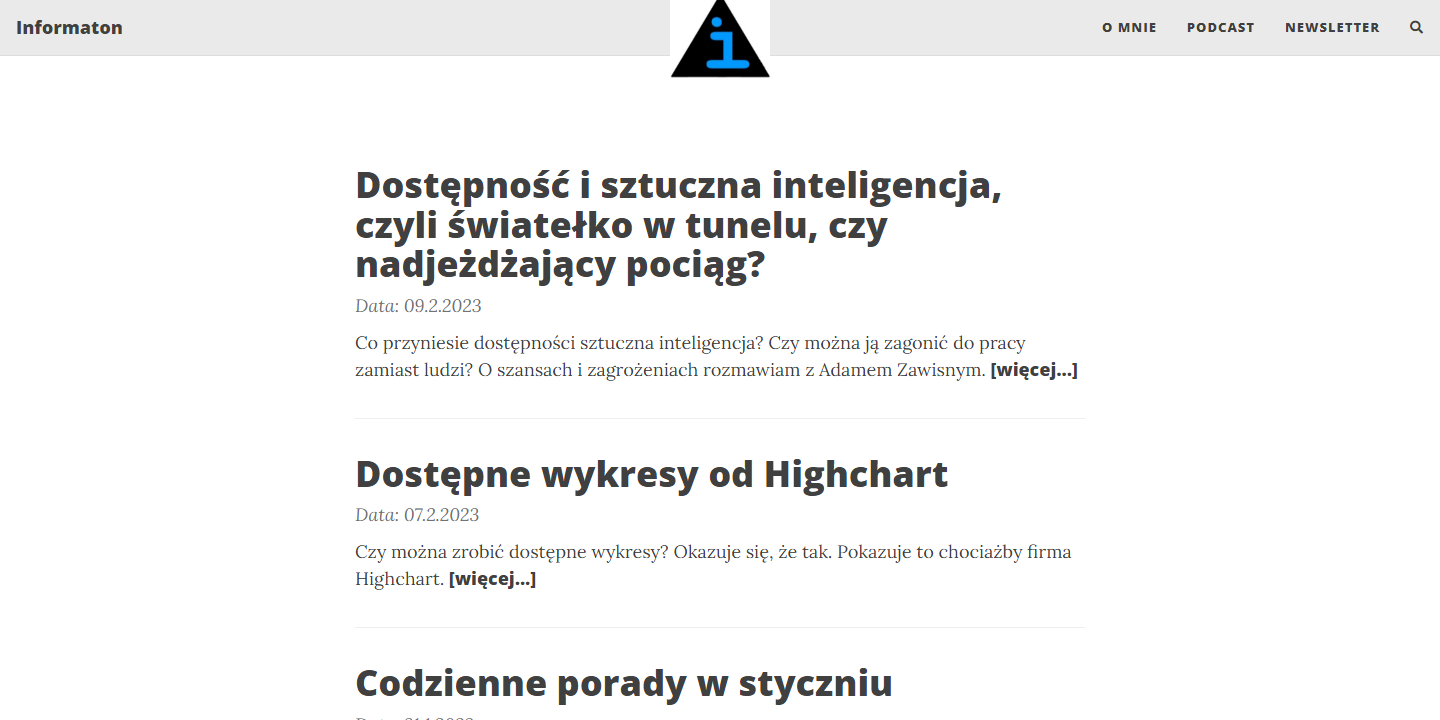 Informaton
i
O MNIE
PODCAST
NEWSLETTER
Dostępność i sztuczna inteligencja,
czyli światełko w tunelu, czy
nadjeżdżający pociąg?
Data: 09.2.2023
Co przyniesie dostępności sztuczna inteligencja? Czy można ją zagonić do pracy
zamiast ludzi? O szansach i zagrożeniach rozmawiam z Adamem Zawisnym. [więcej...]
Dostępne wykresy od Highchart
Data: 07.2.2023
Czy można zrobić dostępne wykresy? Okazuje się, że tak. Pokazuje to chociażby firma
Highchart. [więcej...]
Codzienne porady w styczniu